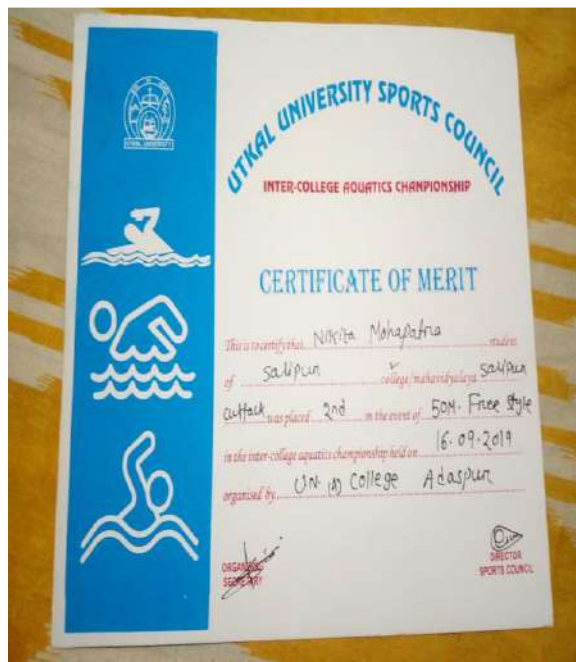 UTKAL UNIVERSITY
UTKAL UNIVERSITY SPORTS COUNCIL
INTER-COLLEGE AQUATICS CHANPIONSHIP
CERTIFICATE OF MERIT
This is to certify that Nikita Mohapatra student
of Salipur college/mahavidyalaya Salipur
Cuttack was placed 2nd in the event of 50M. Free Style
in the inter-college aquatics championship held on 16.09.2019
organised by U.N. College Adaspur
ORGANISING
SECRETARY
DIRECTOR
SPORTS COUNCIL